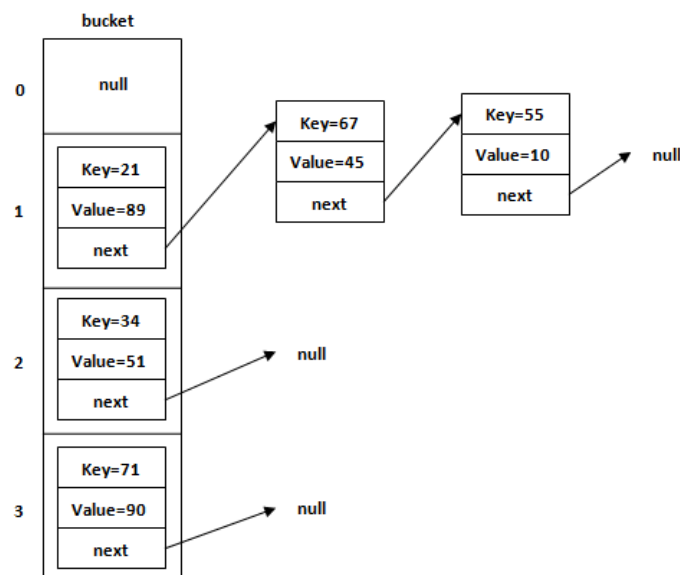 bucket
0
null
1
Key=21
Value=89
next
Key=67
Value=45
next
Key=55
Value=10
next
null
2
Key=34
Value=51
next
null
3
Key=71
Value=90
next
null